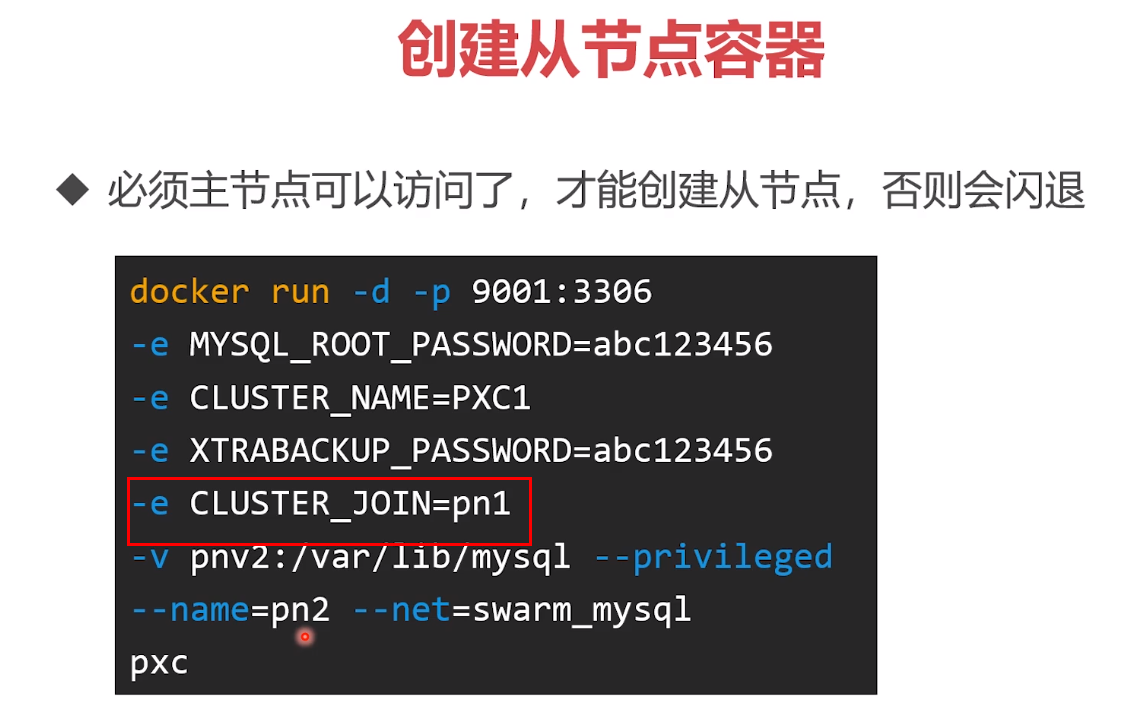 创建从节点容器
◆ 必须主节点可以访问了，才能创建从节点，否则会闪退
docker run -d -p 9001:3306
-e MYSQL_ROOT_PASSWORD=abc123456
-e CLUSTER_NAME=PXC1
-e XTRABACKUP_PASSWORD=abc123456
-e CLUSTER_JOIN=pn1
-v pnv2:/var/lib/mysql --privileged
--name=pn2 --net=swarm_mysql
pxc